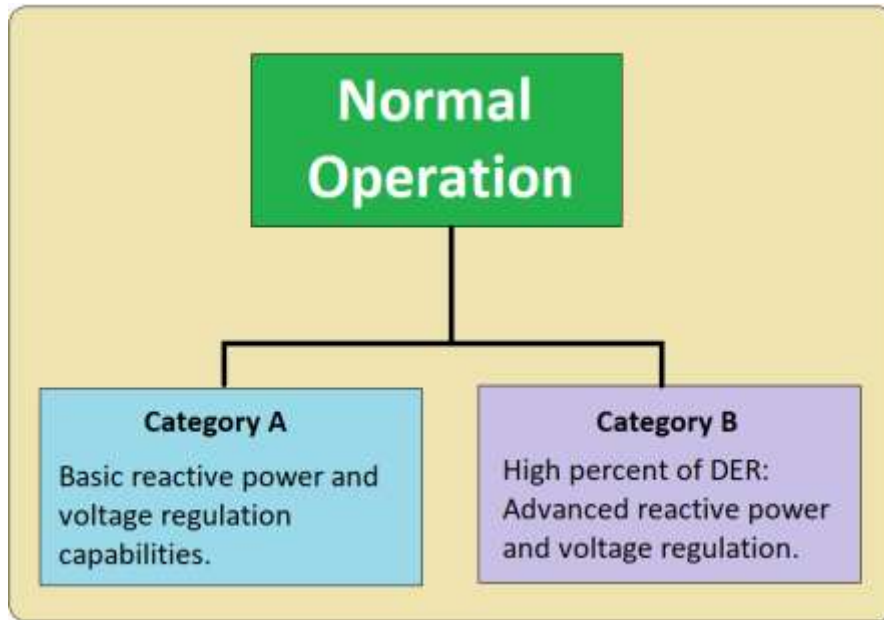 Normal
Operation
Category A
Basic reactive power and
voltage regulation
capabilities.
Category B
High percent of DER:
Advanced reactive power
and voltage regulation.